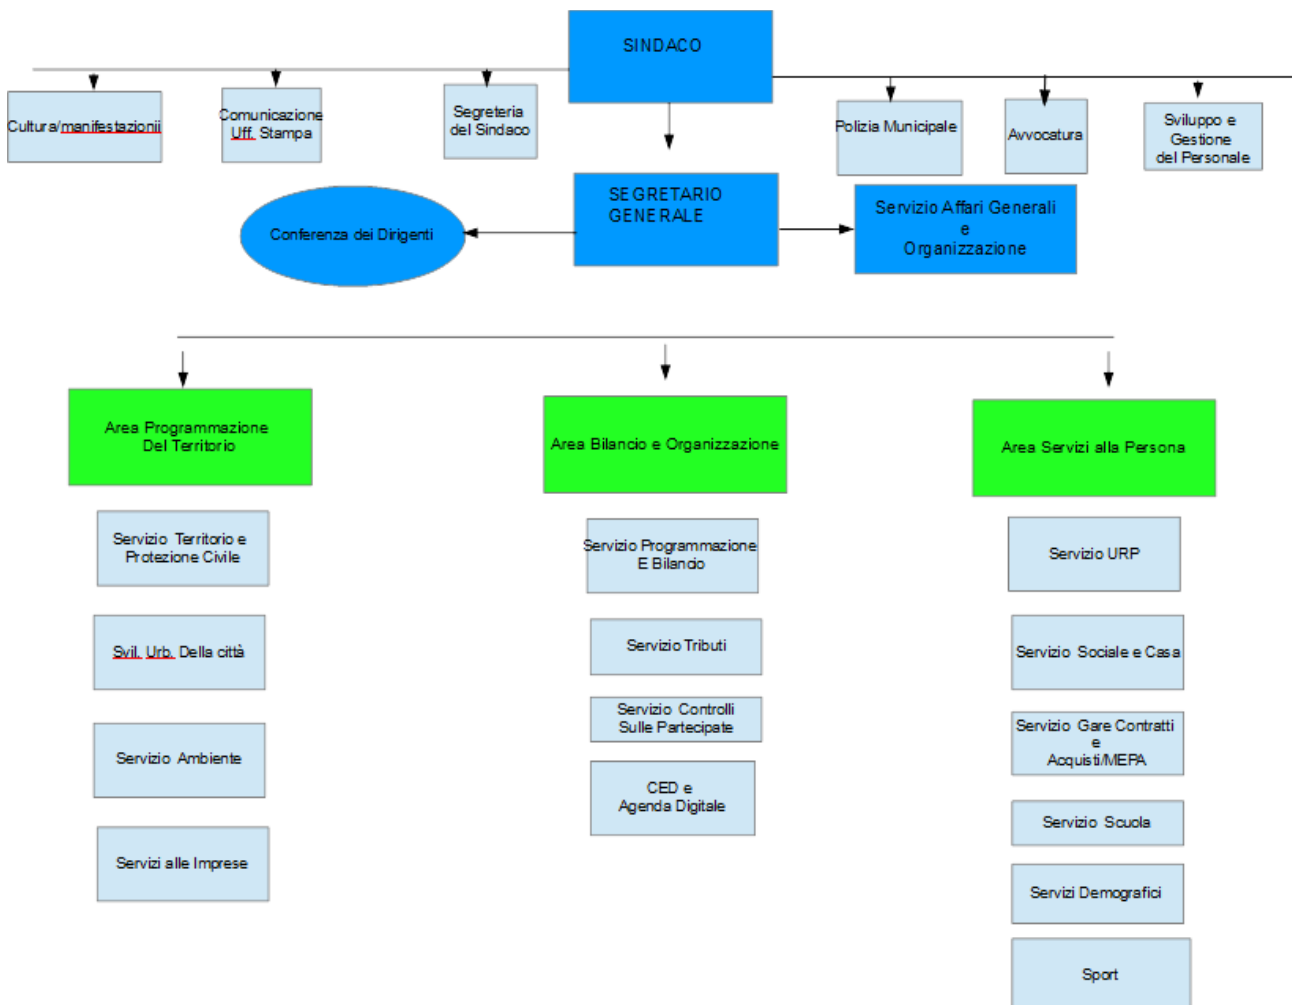 SINDACO
Cultura/manifestazionii
Comunicazione
Uff. Stampa
Segreteria
del Sindaco
Polizia Municipale
Avvocatura
Sviluppo e
Gestione
del Personale
SEGRETARIO
GENERALE
Conferenza dei Dirigenti
Servizio Affari Generali
e
Organizzazione
Area Programmazione
Del Territorio
Area Bilancio e Organizzazione
Area Servizi alla Persona
Servizio Territorio e
Protezione Civile
Svil. Urb. Della città
Servizio Ambiente
Servizi alle Imprese
Servizio Programmazione
E Bilancio
Servizio Tributi
Servizio Controlli
Sulle Partecipate
CED e
Agenda Digitale
Servizio URP
Servizio Sociale e Casa
Servizio Gare Contratti
e
Acquisti/MEPA
Servizio Scuola
Servizi Demografici
Sport